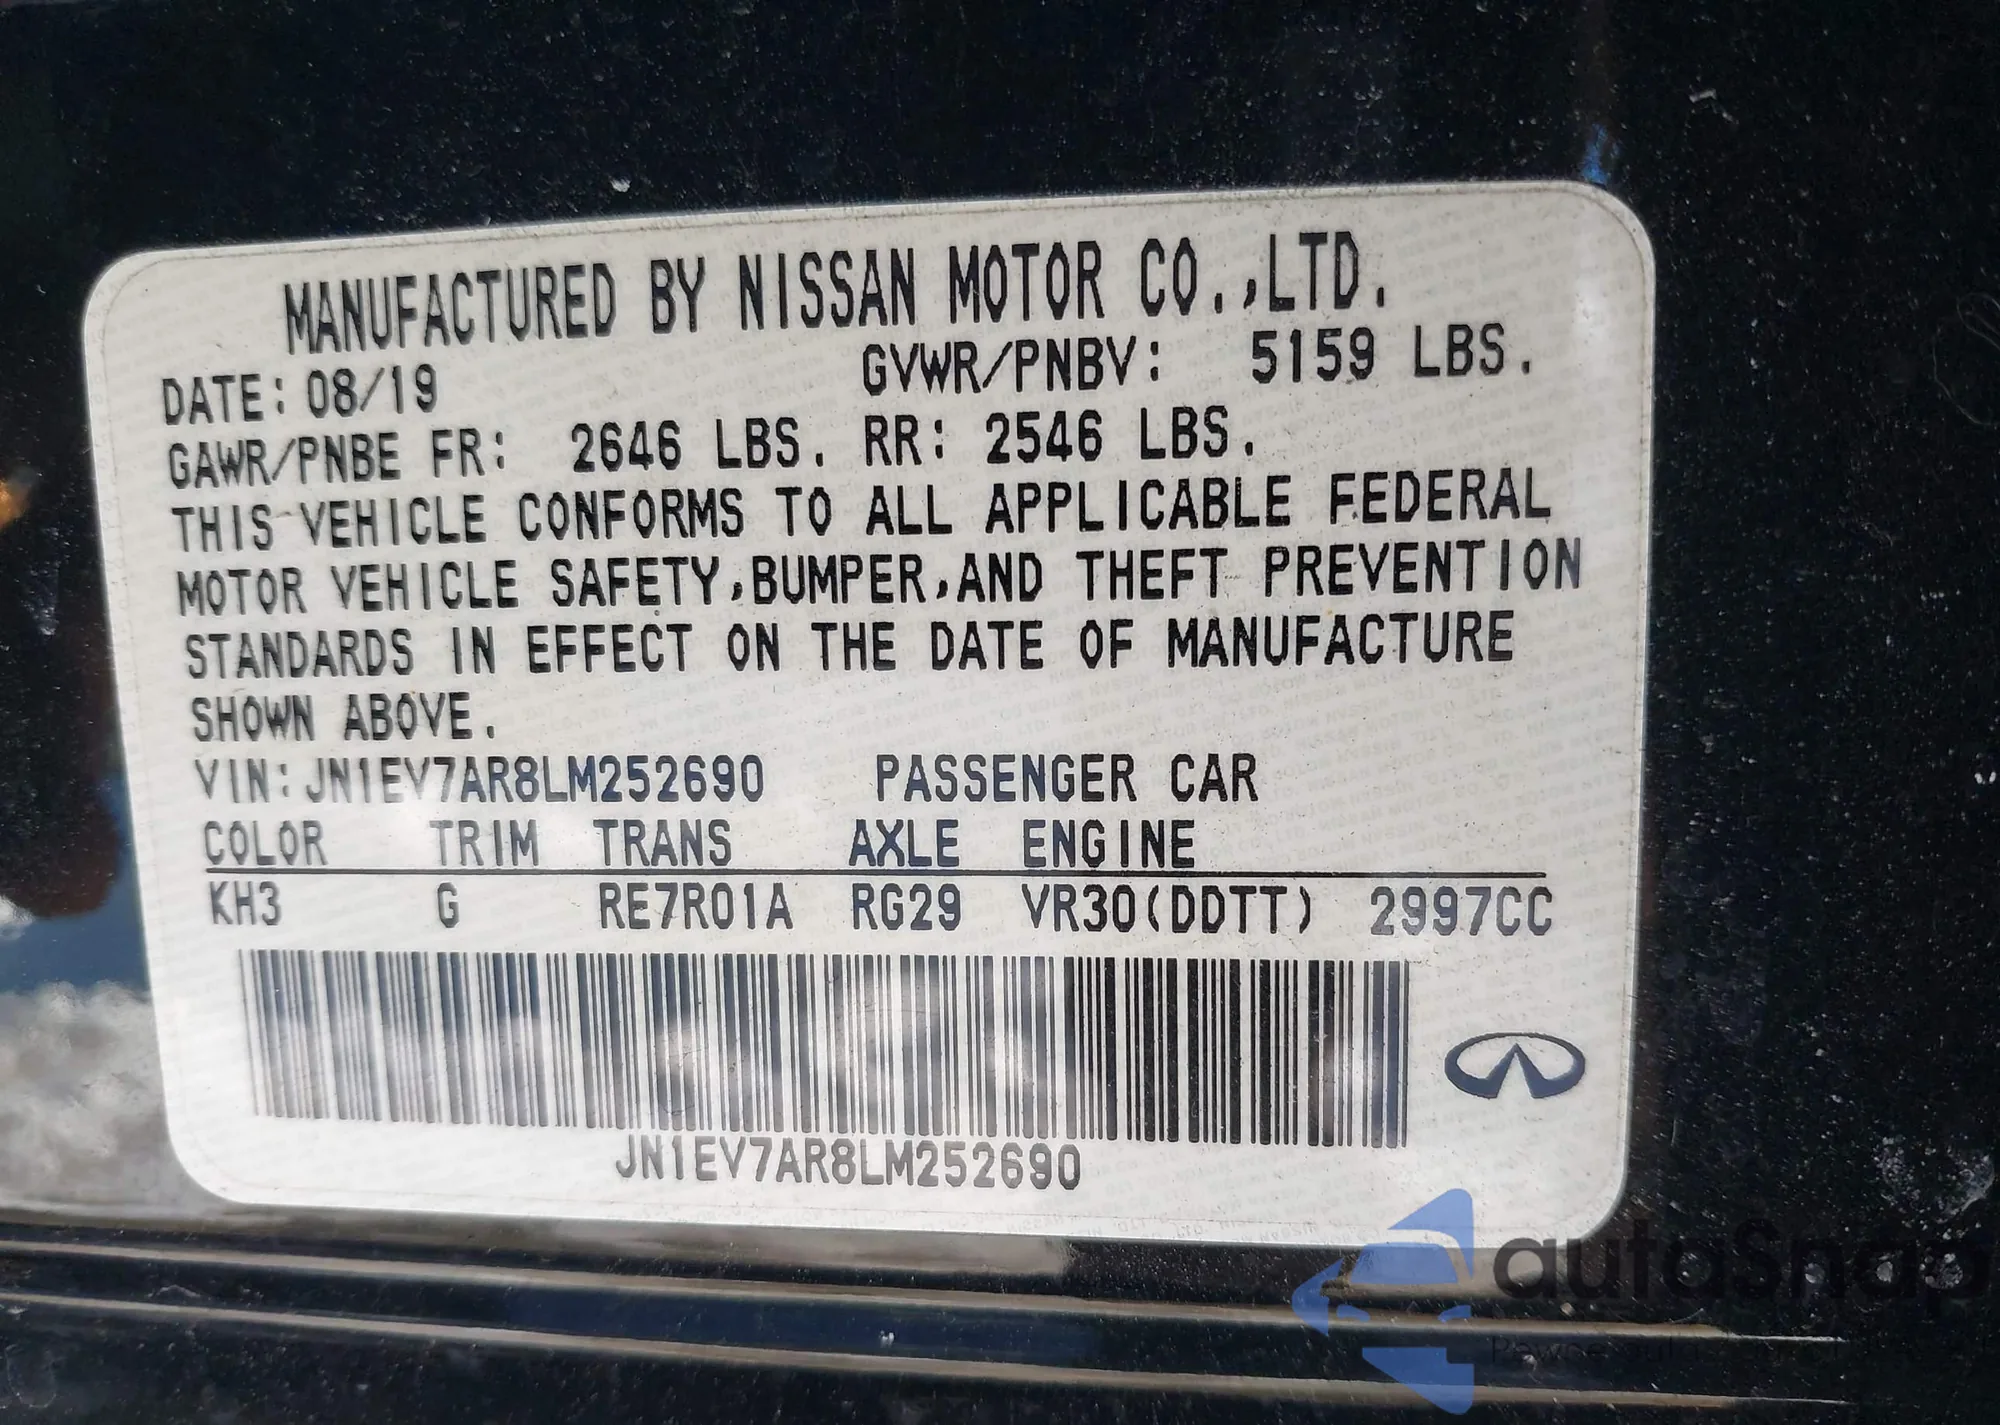 MANUFACTURED BY NISSAN MOTOR CO.,LTD.
DATE: 08/19 GVWR/PNBV: 5159 LBS.
GAWR/PNBE FR: 2646 LBS. RR: 2546 LBS.
THIS VEHICLE CONFORMS TO ALL APPLICABLE FEDERAL
MOTOR VEHICLE SAFETY,BUMPER,AND THEFT PREVENTION
STANDARDS IN EFFECT ON THE DATE OF MANUFACTURE
SHOWN ABOVE.
VIN:JN1EV7AR8LM252690 PASSENGER CAR
COLOR TRIM TRANS AXLE ENGINE
KH3 G RE7R01A RG29 VR30(DDTT) 2997CC
JN1EV7AR8LM252690
autaSnap